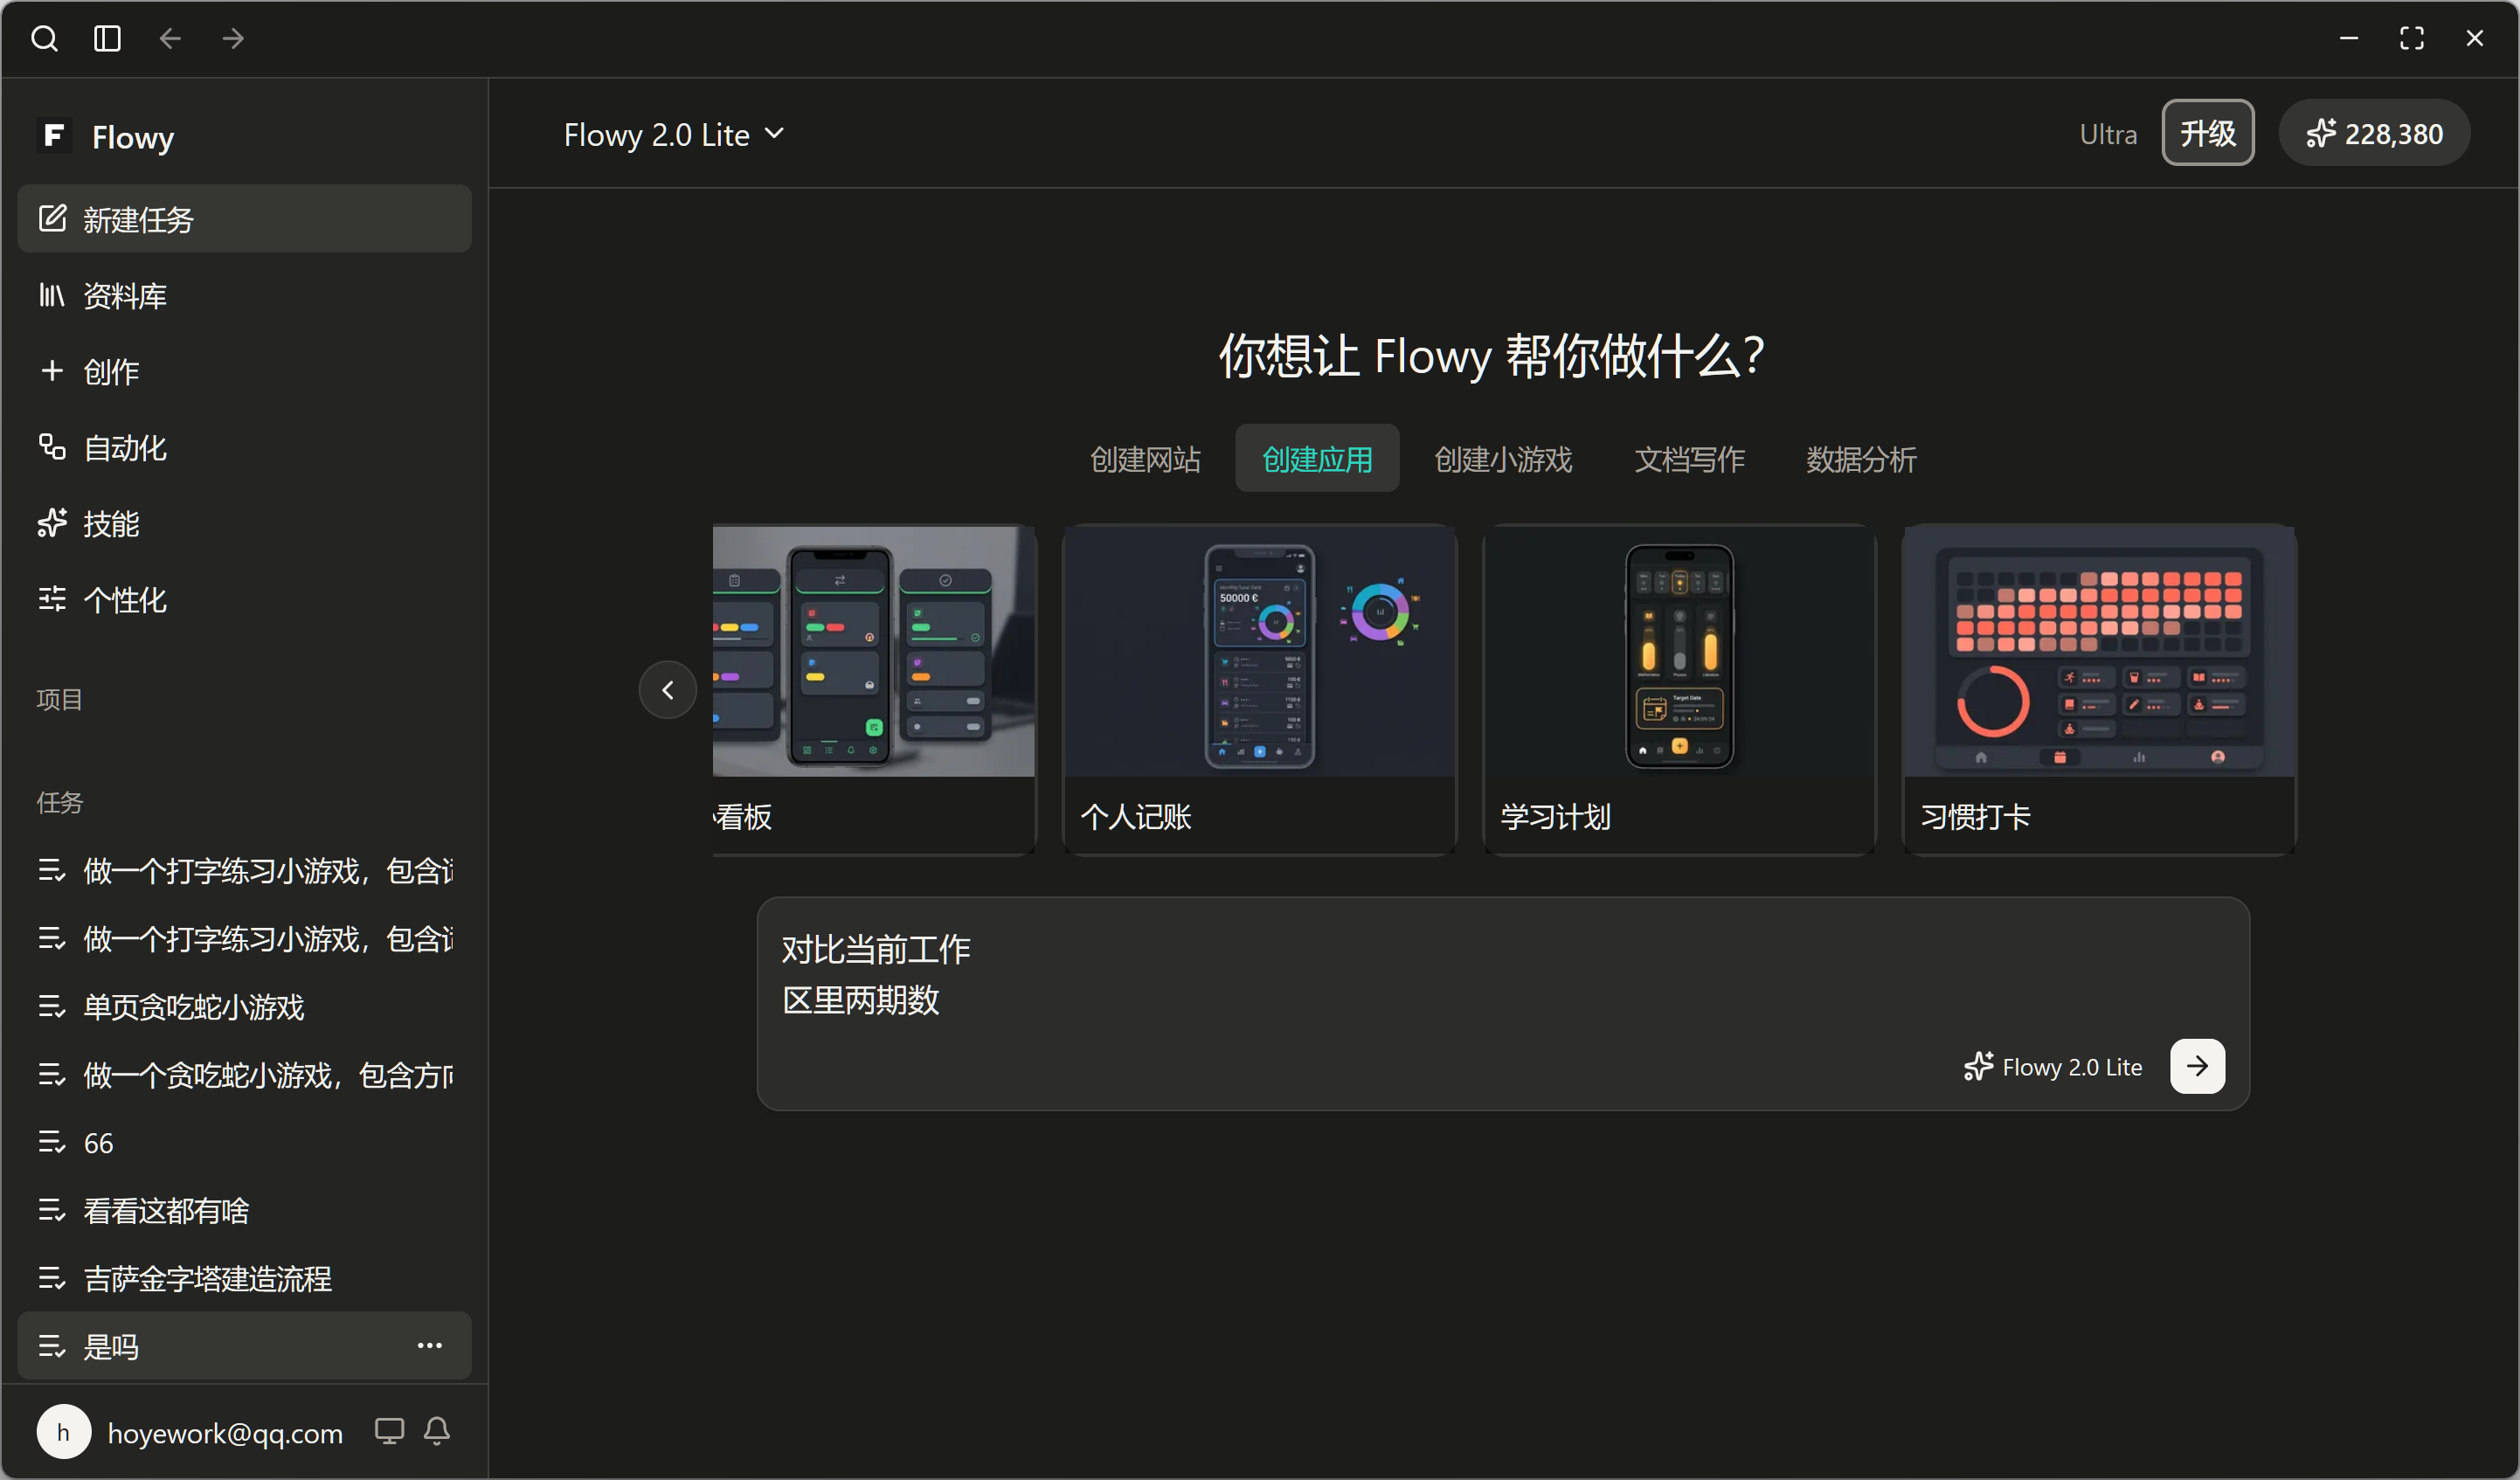 Flowy
新建任务
资料库
创作
自动化
技能
个性化
项目
任务
做一个打字练习小游戏，包含
做一个打字练习小游戏，包含
单页贪吃蛇小游戏
做一个贪吃蛇小游戏，包含方
66
看看这都有啥
吉萨金字塔建造流程
是吗
h hoyework@qq.com
Flowy 2.0 Lite
Ultra 升级 228,380
你想让 Flowy 帮你做什么？
创建网站 创建应用 创建小游戏 文档写作 数据分析
50000 €
Target Date
看板 个人记账 学习计划 习惯打卡
对比当前工作
区里两期数
Flowy 2.0 Lite